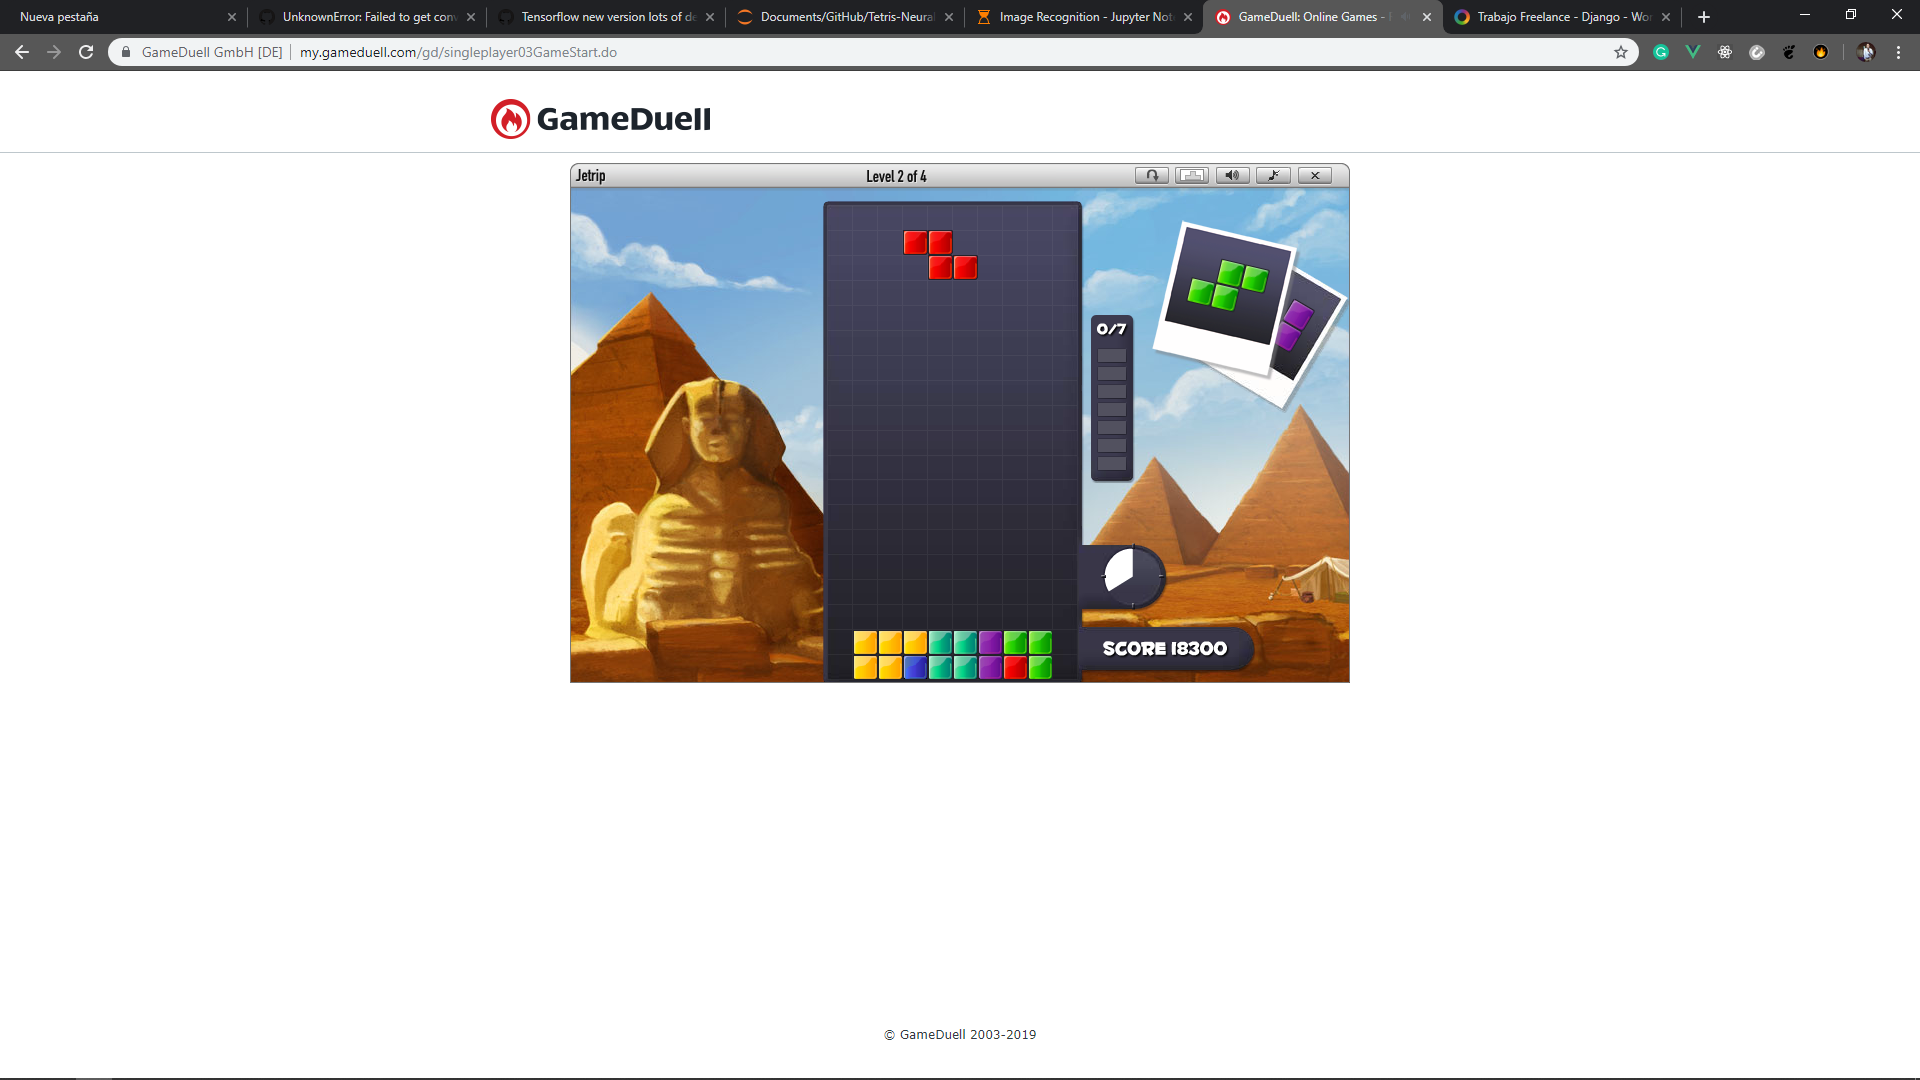 Nueva pestaña
UnknownError: Failed to get con
Tensorflow new version lots of de
Documents/GitHub/Tetris-Neural
Image Recognition - Jupyter Not
GameDuell: Online Games -
Trabajo Freelance - Django - Wo
GameDuell GmbH [DE]
my.gameduell.com/gd/singleplayer03GameStart.do
GameDuell
Jetrip
Level 2 of 4
0/7
SCORE 18300
© GameDuell 2003-2019